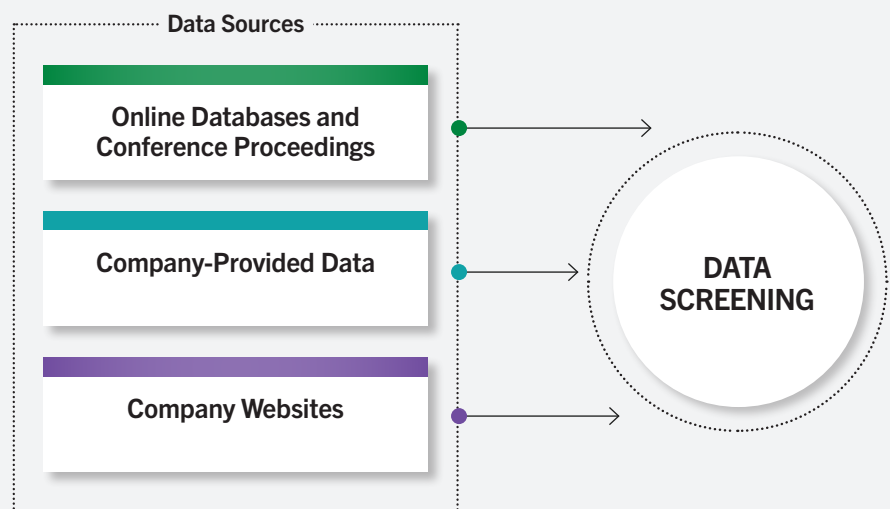 Data Sources
Online Databases and
Conference Proceedings
Company-Provided Data
Company Websites
DATA
SCREENING